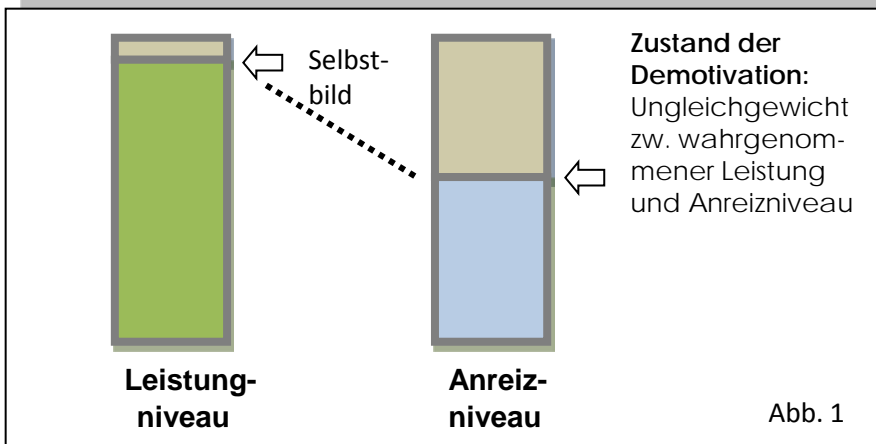 Selbst-
bild
Zustand der
Demotivation:
Ungleichgewicht
zw. wahrgenom-
mener Leistung
und Anreizniveau
Leistung-
niveau
Anreiz-
niveau
Abb. 1